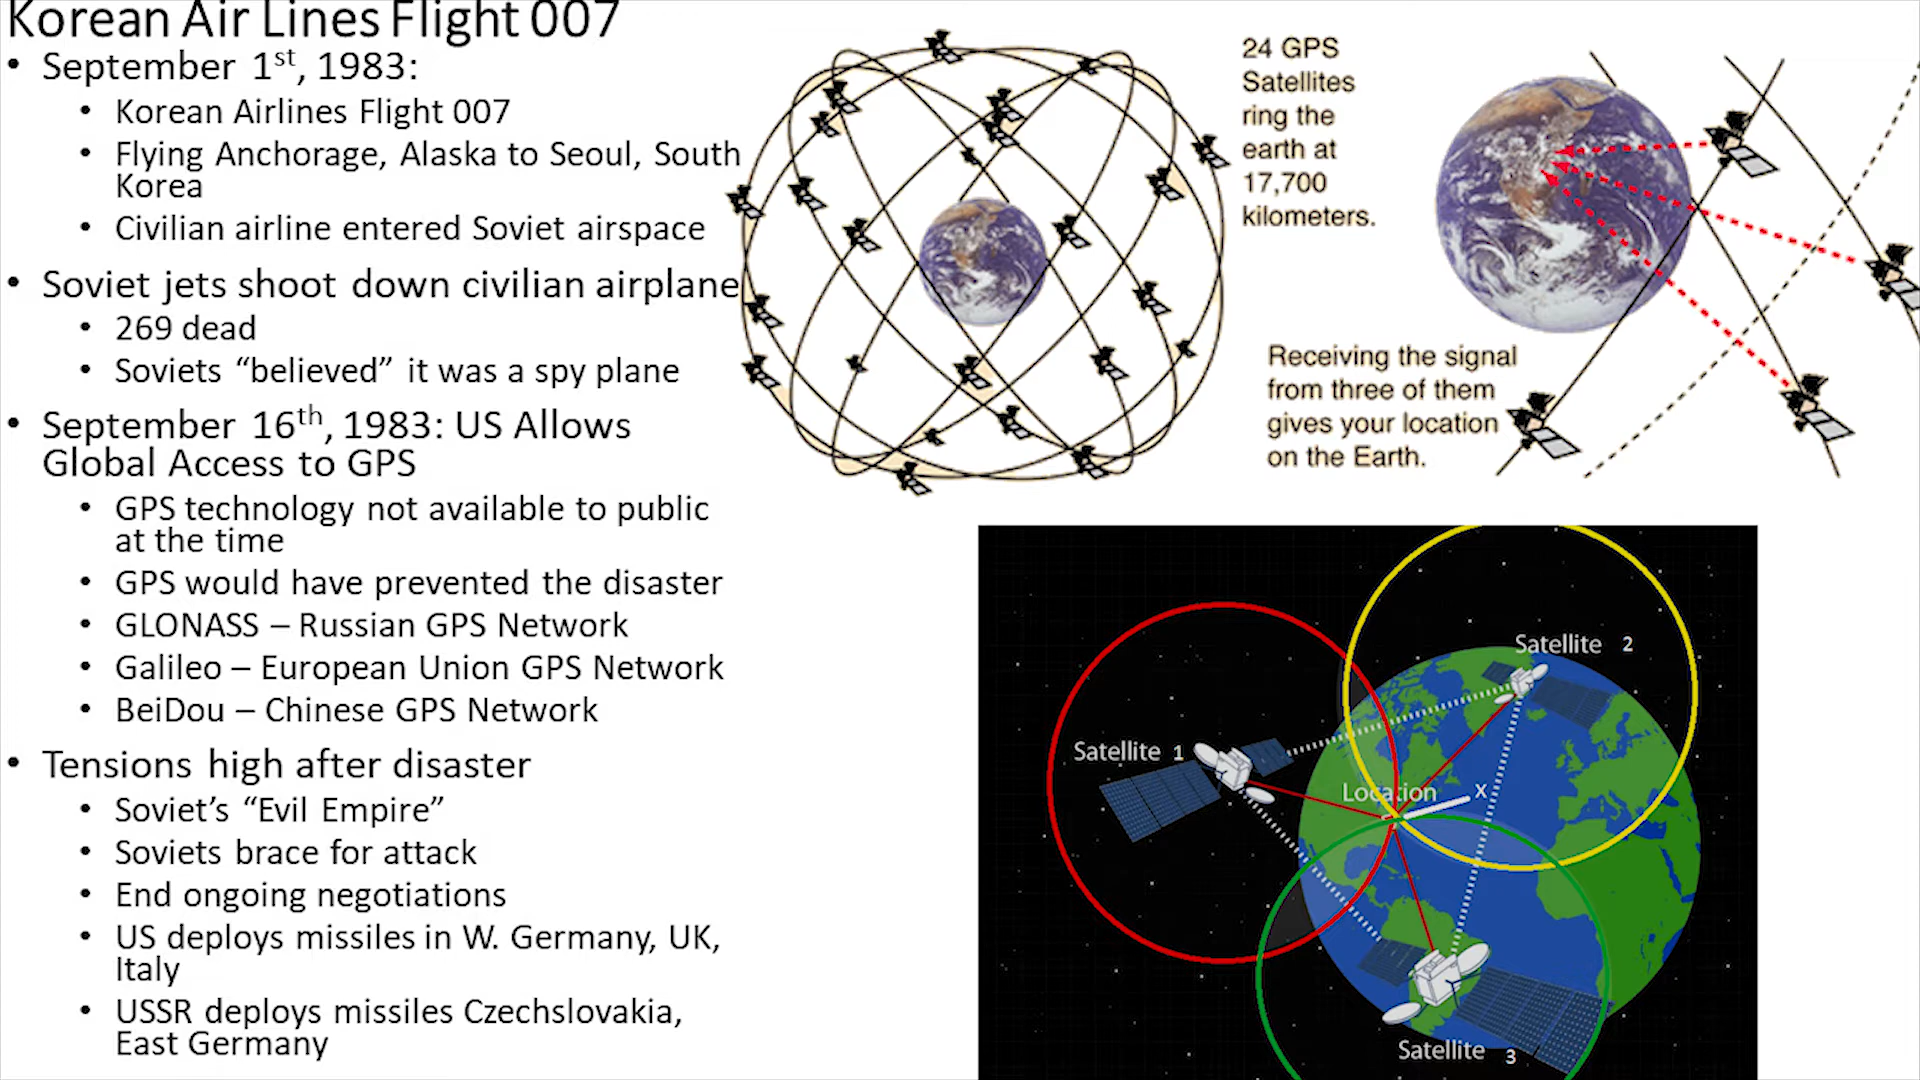 Korean Air Lines Flight 007
• September 1st, 1983:
• Korean Airlines Flight 007
• Flying Anchorage, Alaska to Seoul, South
Korea
• Civilian airline entered Soviet airspace
• Soviet jets shoot down civilian airplane
• 269 dead
• Soviets “believed” it was a spy plane
• September 16th, 1983: US Allows
Global Access to GPS
• GPS technology not available to public
at the time
• GPS would have prevented the disaster
• GLONASS – Russian GPS Network
• Galileo – European Union GPS Network
• BeiDou – Chinese GPS Network
• Tensions high after disaster
• Soviet’s “Evil Empire”
• Soviets brace for attack
• End ongoing negotiations
• US deploys missiles in W. Germany, UK,
Italy
• USSR deploys missiles Czechslovakia,
East Germany
24 GPS
Satellites
ring the
earth at
17,700
kilometers.
Receiving the signal
from three of them
gives your location
on the Earth.
Satellite 2
Satellite 1
Location X
Satellite 3